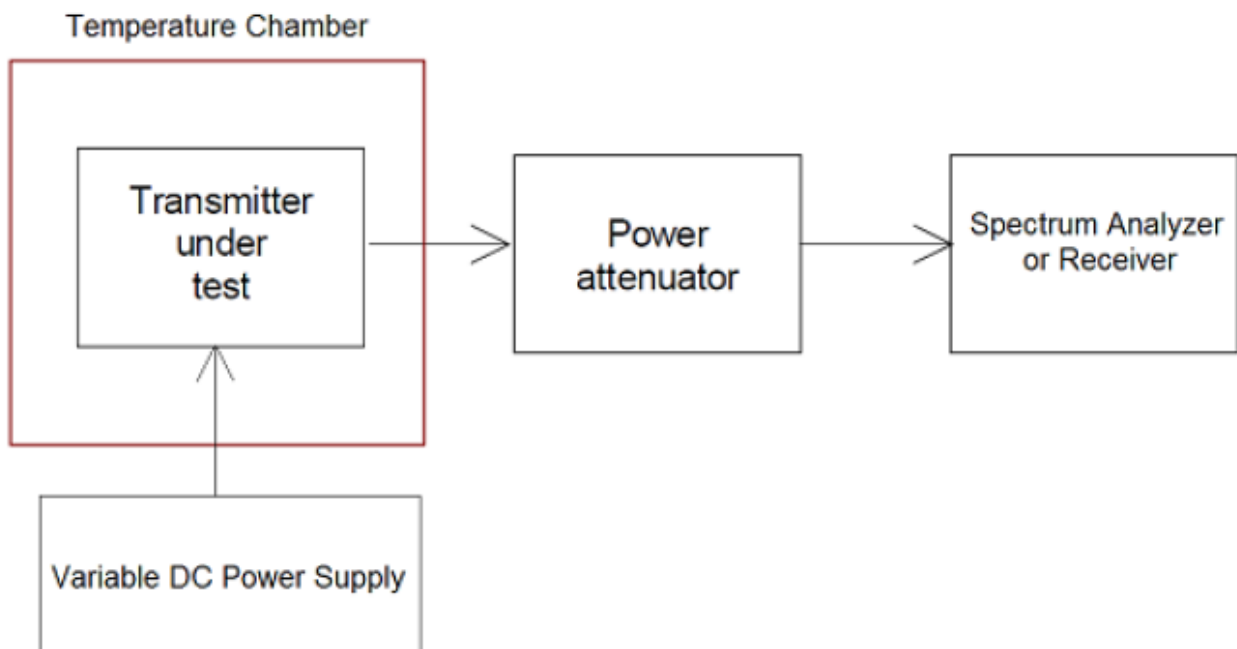 Temperature Chamber
Transmitter
under
test
Power
attenuator
Spectrum Analyzer
or Receiver
Variable DC Power Supply